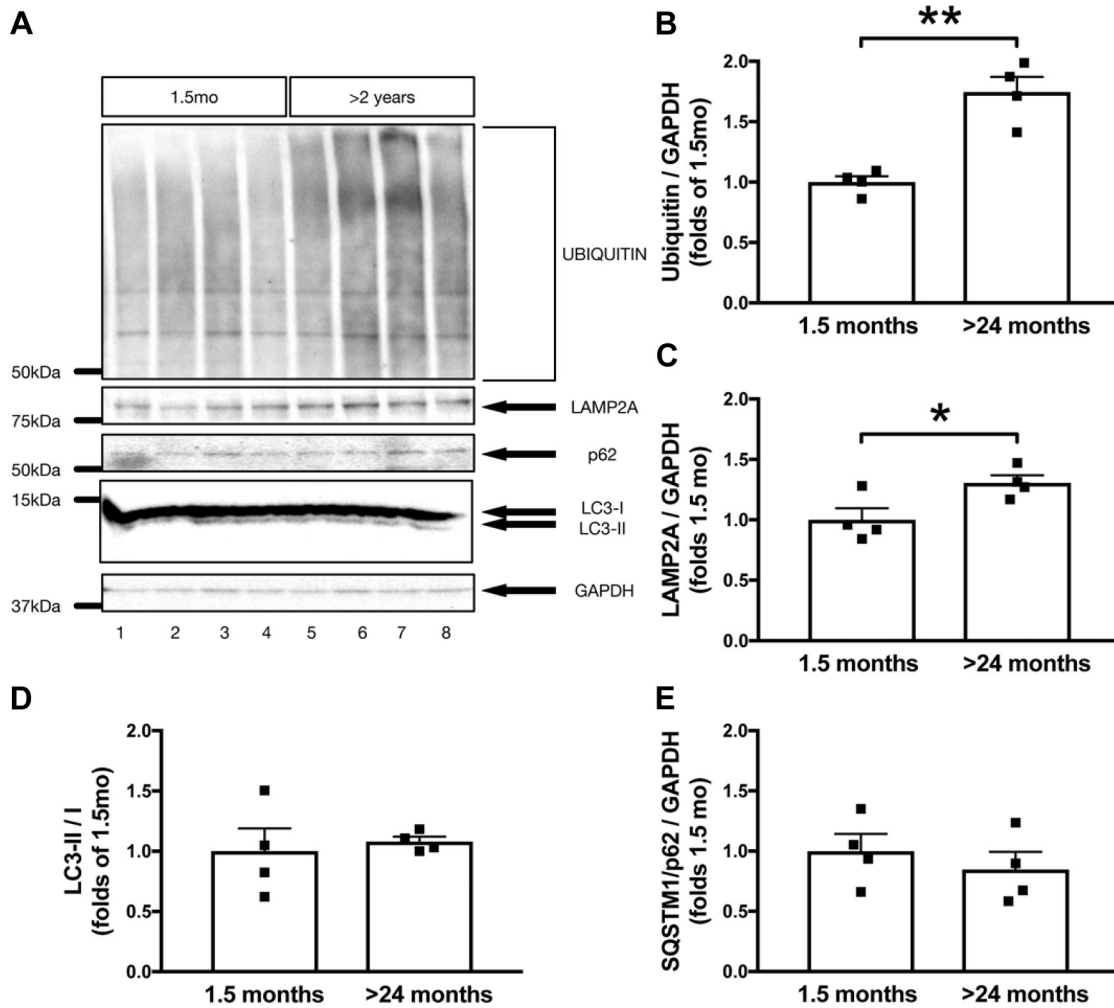 A
1.5mo
>2 years
UBIQUITIN
50kDa
LAMP2A
75kDa
p62
50kDa
15kDa
LC3-I
LC3-II
GAPDH
37kDa
1 2 3 4 5 6 7 8
B
**
Ubiquitin / GAPDH
(folds of 1.5mo)
2.0
1.5
1.0
0.5
0.0
1.5 months
>24 months
C
*
LAMP2A / GAPDH
(folds 1.5 mo)
2.0
1.5
1.0
0.5
0.0
1.5 months
>24 months
D
LC3-II / I
(folds of 1.5mo)
2.0
1.5
1.0
0.5
0.0
1.5 months
>24 months
E
SQSTM1/p62 / GAPDH
(folds 1.5 mo)
2.0
1.5
1.0
0.5
0.0
1.5 months
>24 months